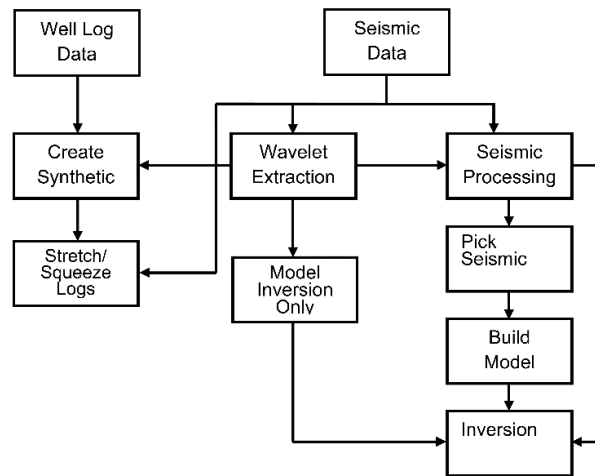 Well Log
Data
Seismic
Data
Create
Synthetic
Wavelet
Extraction
Seismic
Processing
Stretch/
Squeeze
Logs
Model
Inversion
Only
Pick
Seismic
Build
Model
Inversion